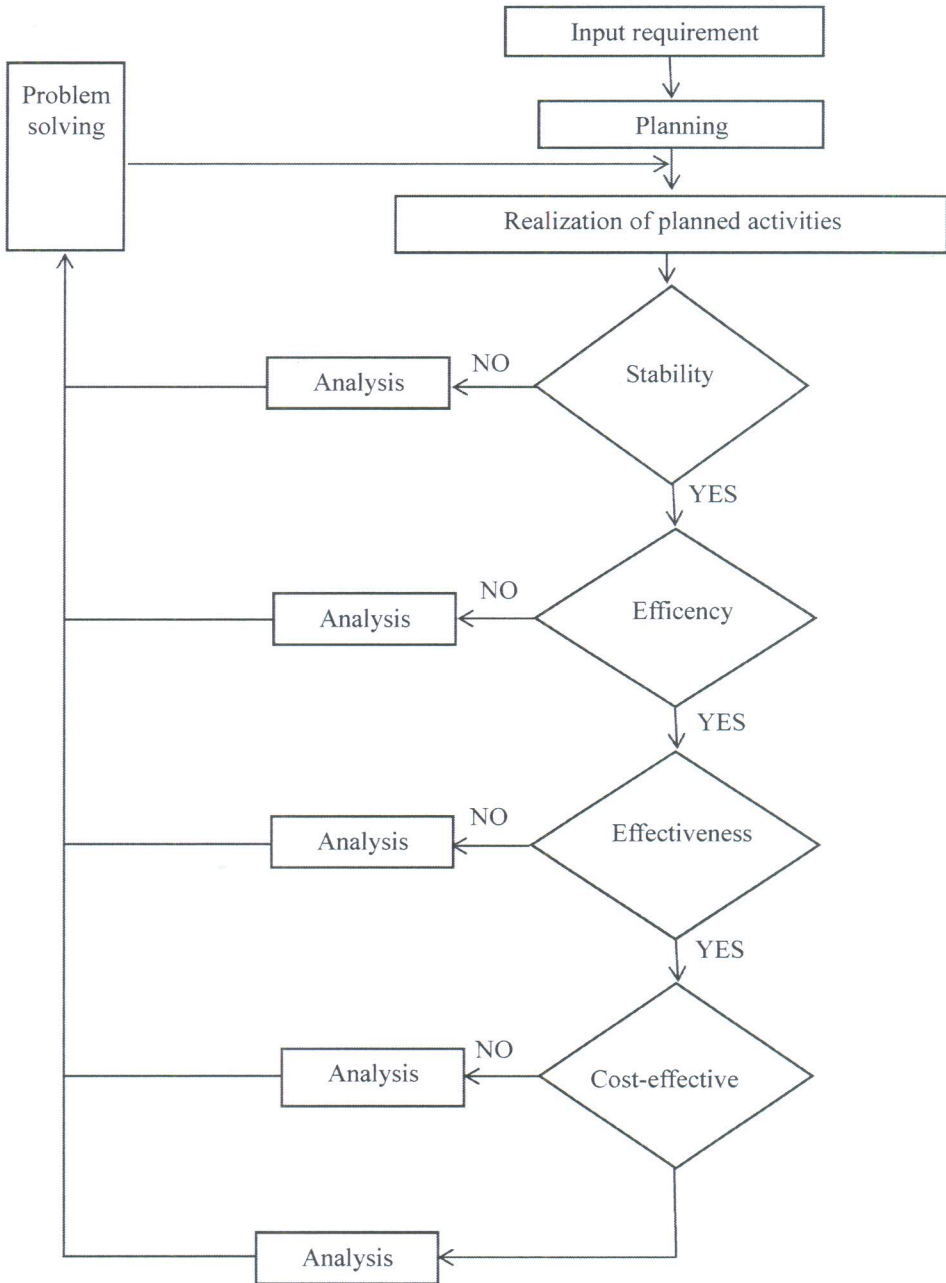 Input requirement
Problem
solving
Planning
Realization of planned activities
Stability
NO
Analysis
YES
Efficency
NO
Analysis
YES
Effectiveness
NO
Analysis
YES
Cost-effective
NO
Analysis
Analysis